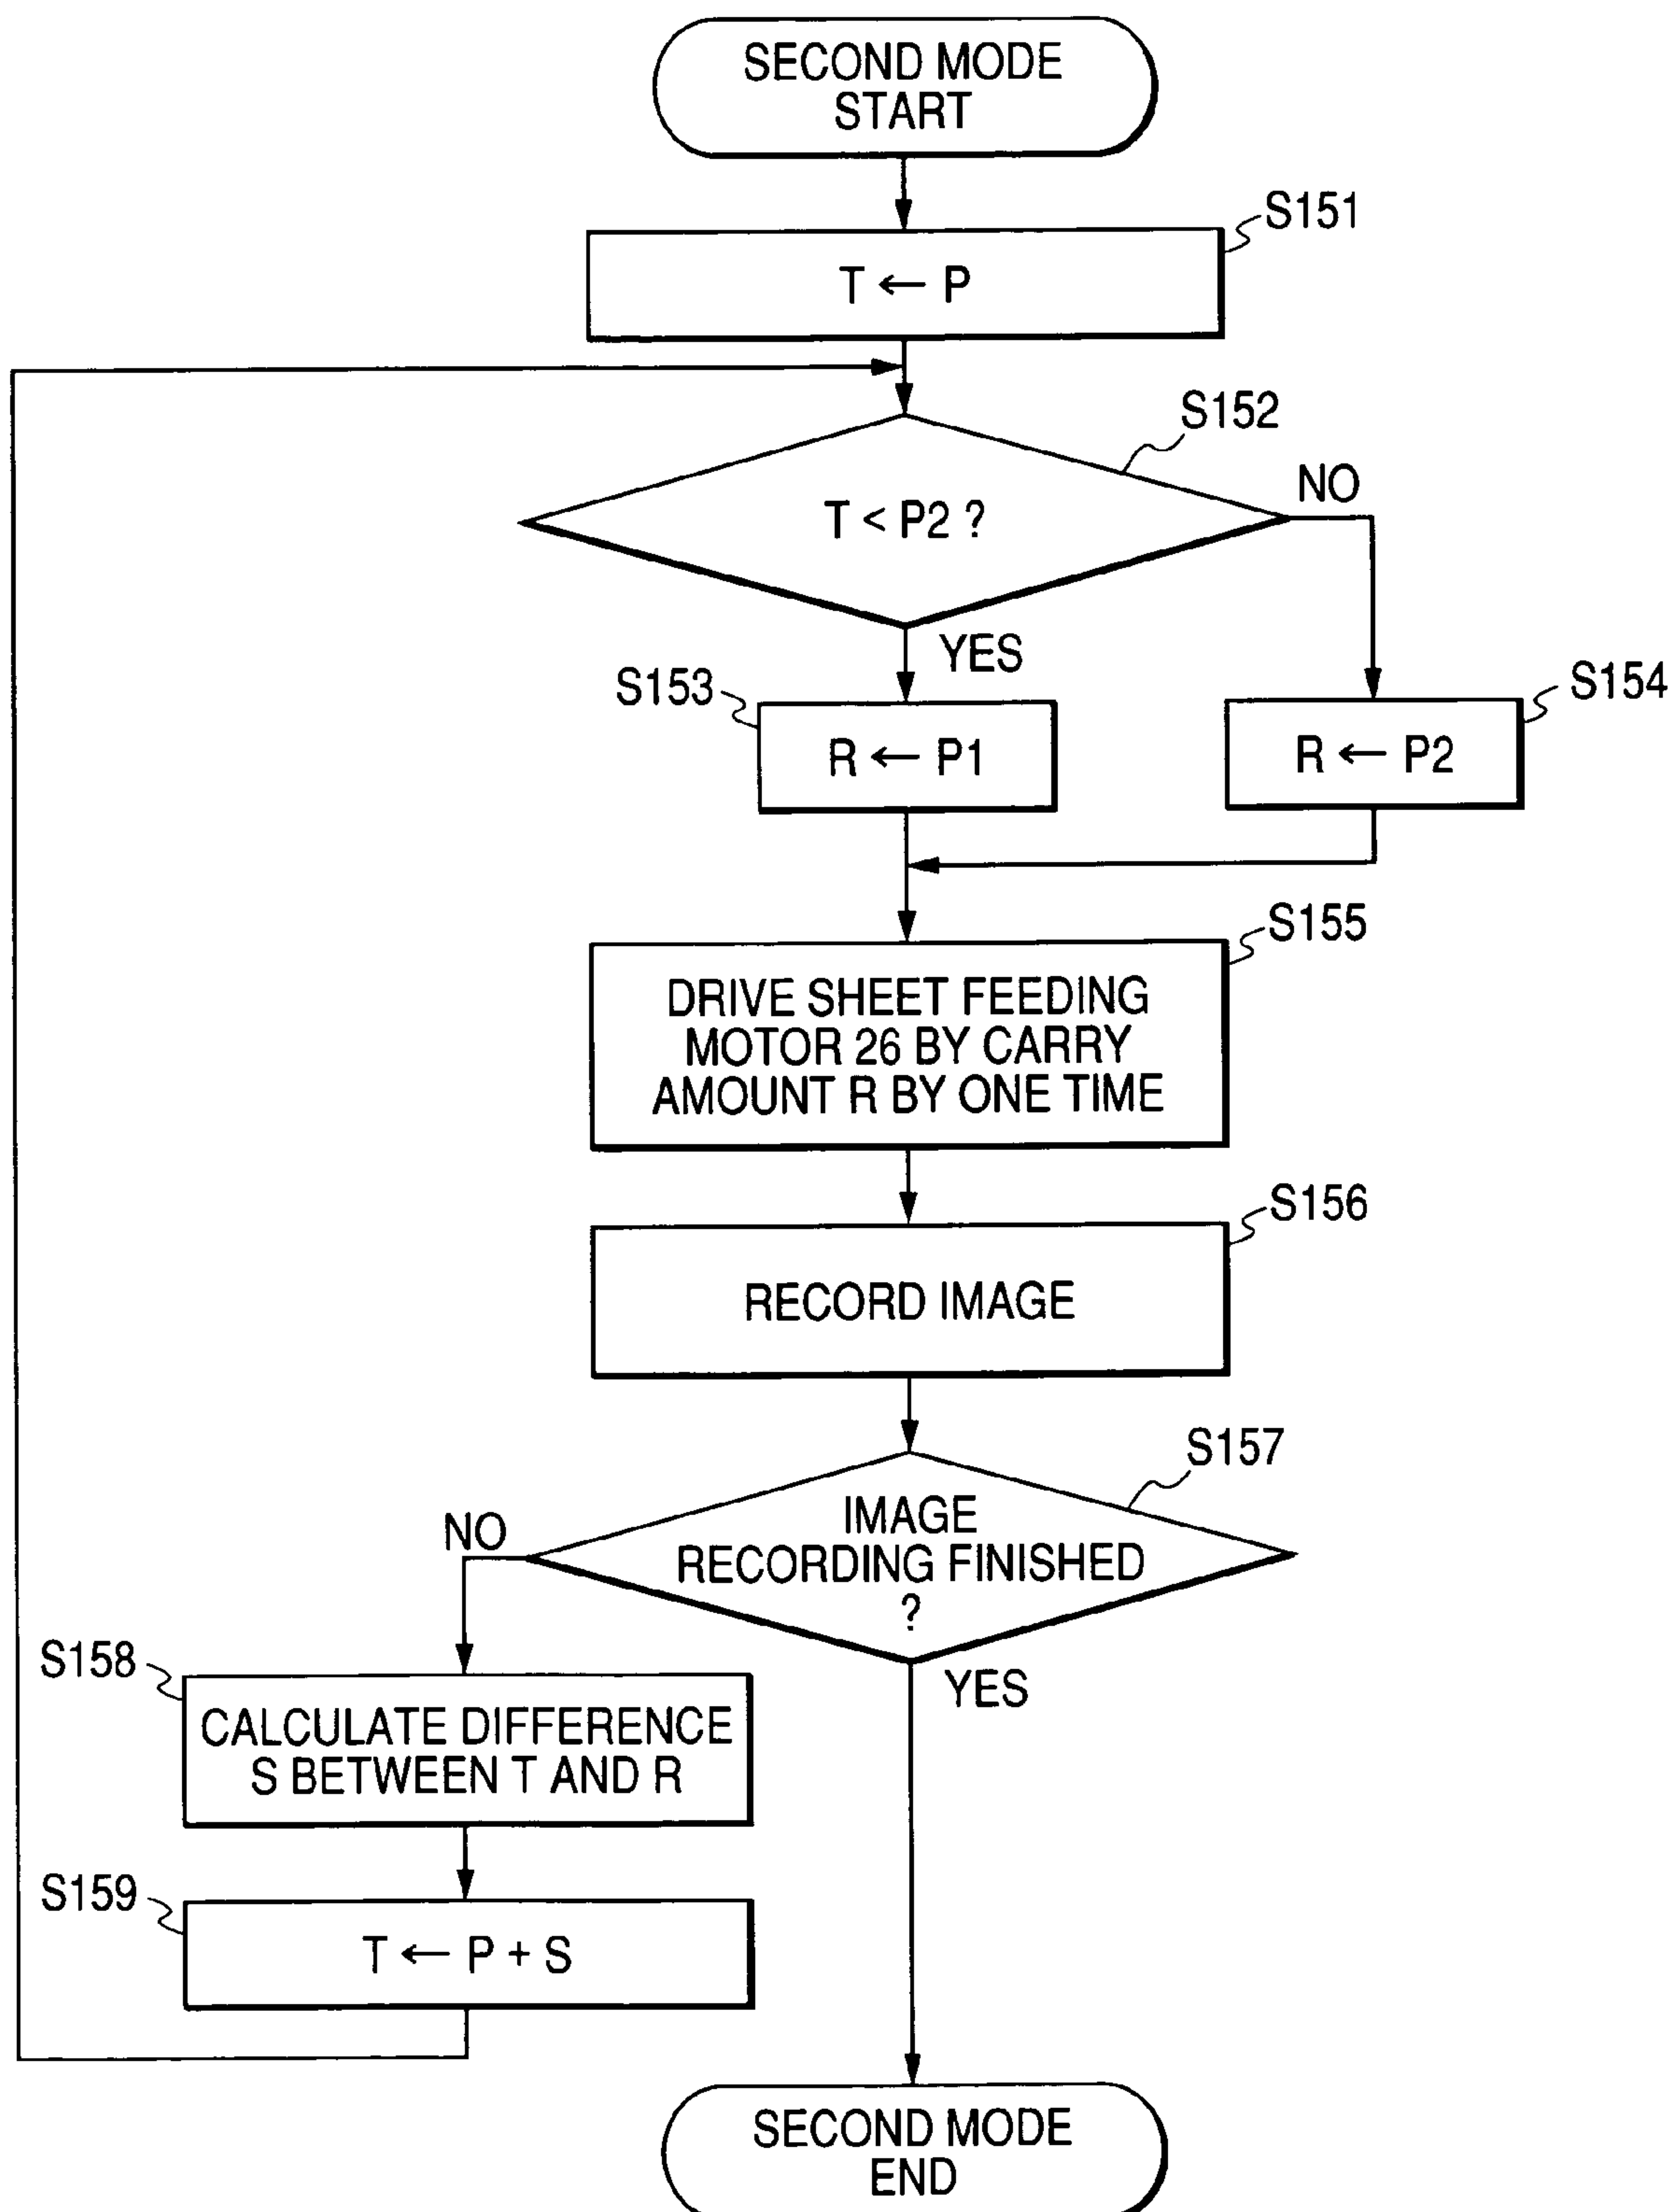 SECOND MODE
START
S151
T ← P
S152
T < P2 ?
NO
YES
S153
R ← P1
S154
R ← P2
S155
DRIVE SHEET FEEDING
MOTOR 26 BY CARRY
AMOUNT R BY ONE TIME
S156
RECORD IMAGE
S157
IMAGE
RECORDING FINISHED
?
NO
YES
S158
CALCULATE DIFFERENCE
S BETWEEN T AND R
S159
T ← P + S
SECOND MODE
END